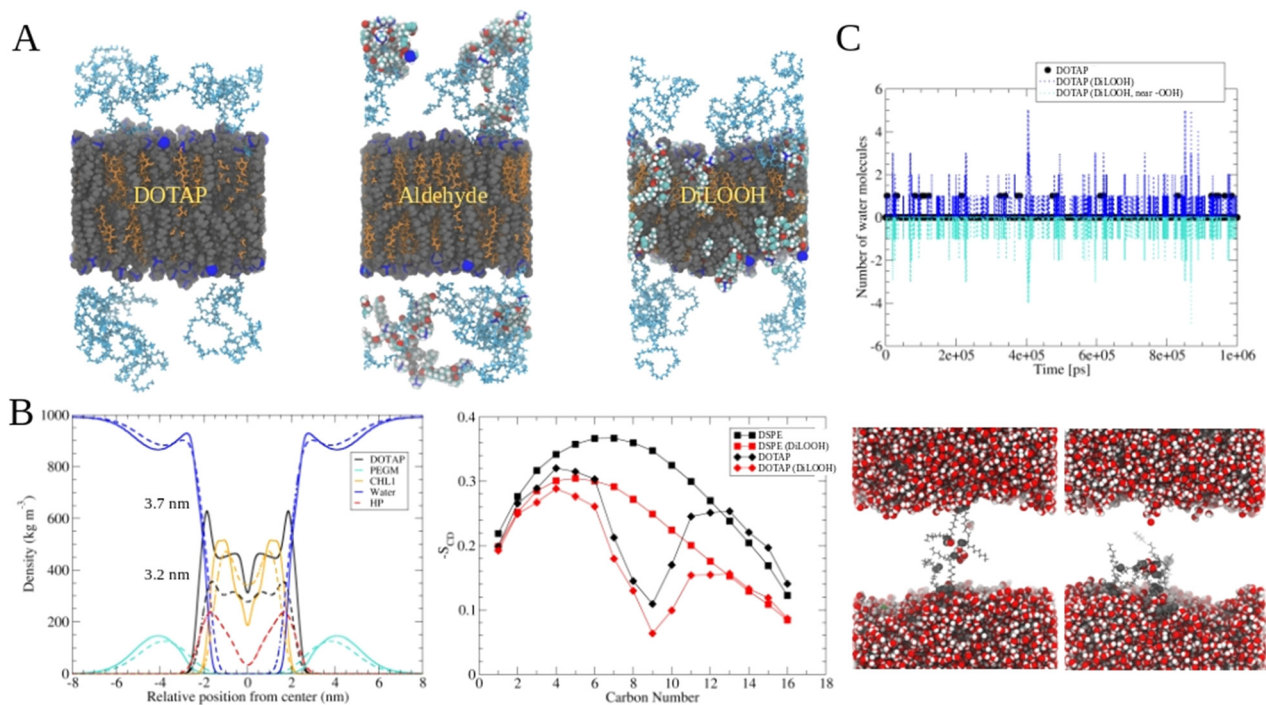 A
DOTAP
Aldehyde
DiLOOH
C
DOTAP
DOTAP (DiLOOH)
DOTAP (DiLOOH, near -OOH)
Number of water molecules
6
4
2
0
-2
-4
-6
0 2e+05 4e+05 6e+05 8e+05 1e+06
Time [ps]
B
Density (kg m-3)
1000
800
600
400
200
0
3.7 nm
3.2 nm
DOTAP
PEGM
CHL1
Water
HP
-8 -6 -4 -2 0 2 4 6 8
Relative position from center (nm)
-SCD
0.4
0.3
0.2
0.1
0
DSPE
DSPE (DiLOOH)
DOTAP
DOTAP (DiLOOH)
0 2 4 6 8 10 12 14 16 18
Carbon Number